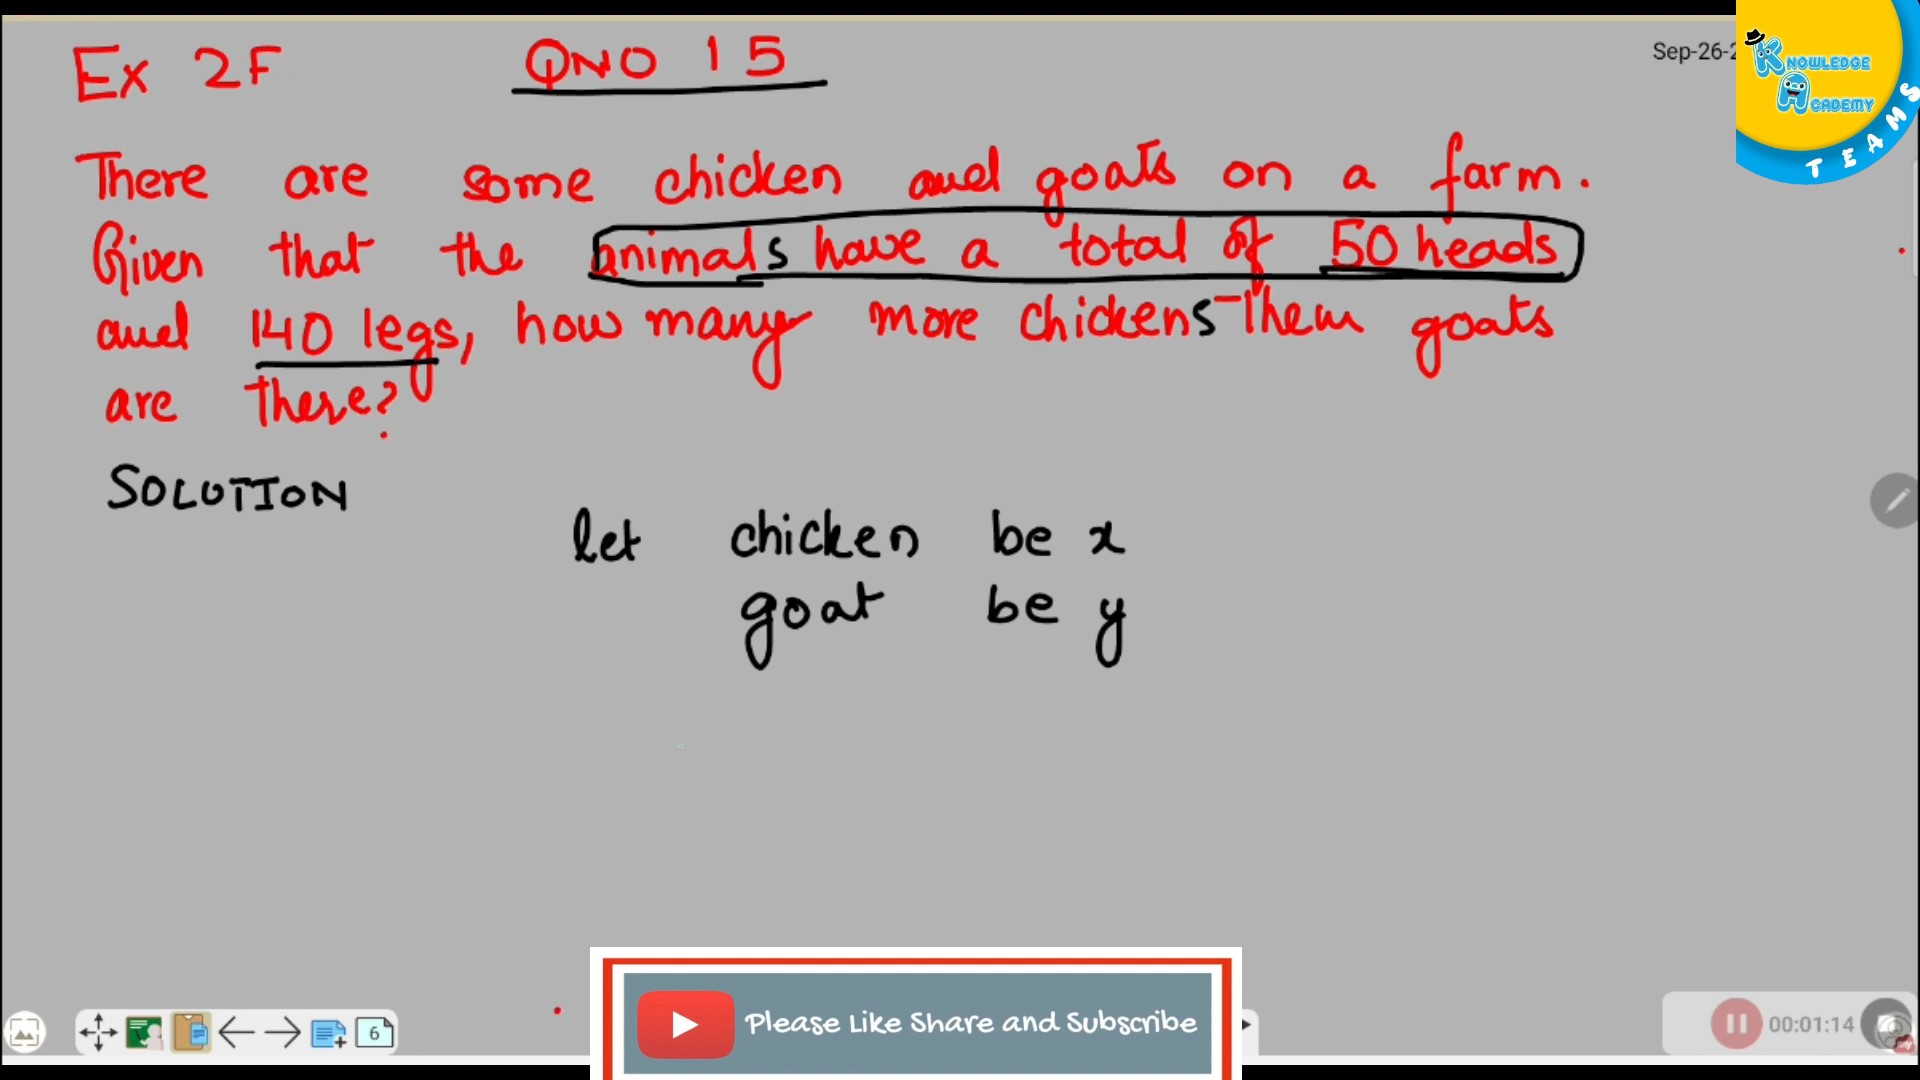 Ex 2F QNO 15
Sep-26-2
KNOWLEDGE
ACADEMY
TEAMS
There are some chicken and goats on a farm.
Given that the animals have a total of 50 heads
and 140 legs, how many more chickens them goats
are there?
SOLUTION
let chicken be x
goat be y
6
Please Like Share and Subscribe
00:01:14